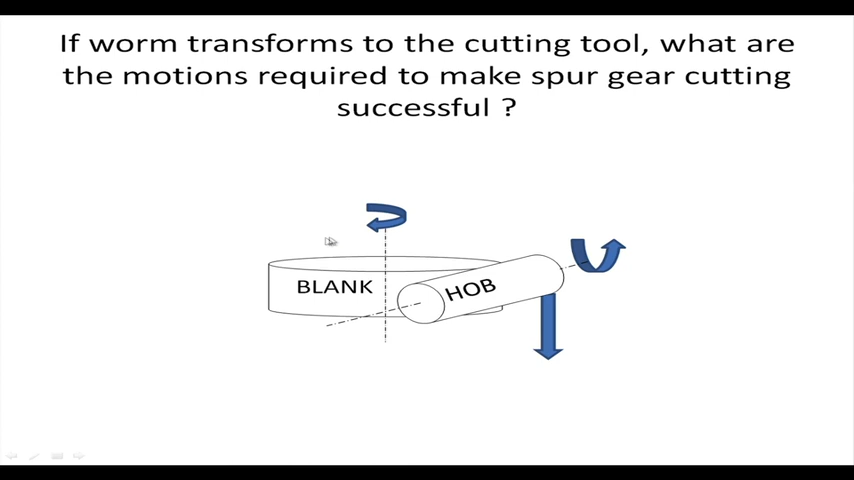 If worm transforms to the cutting tool, what are
the motions required to make spur gear cutting
successful ?
BLANK
HOB